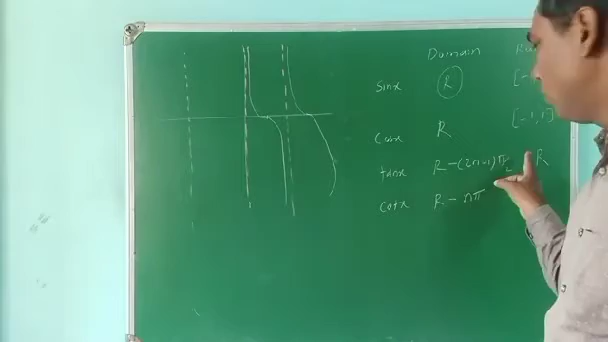 Domain
sinx R
cosx R [-1,1]
tanx R-(2n+1)π/2 R
cotx R - nπ